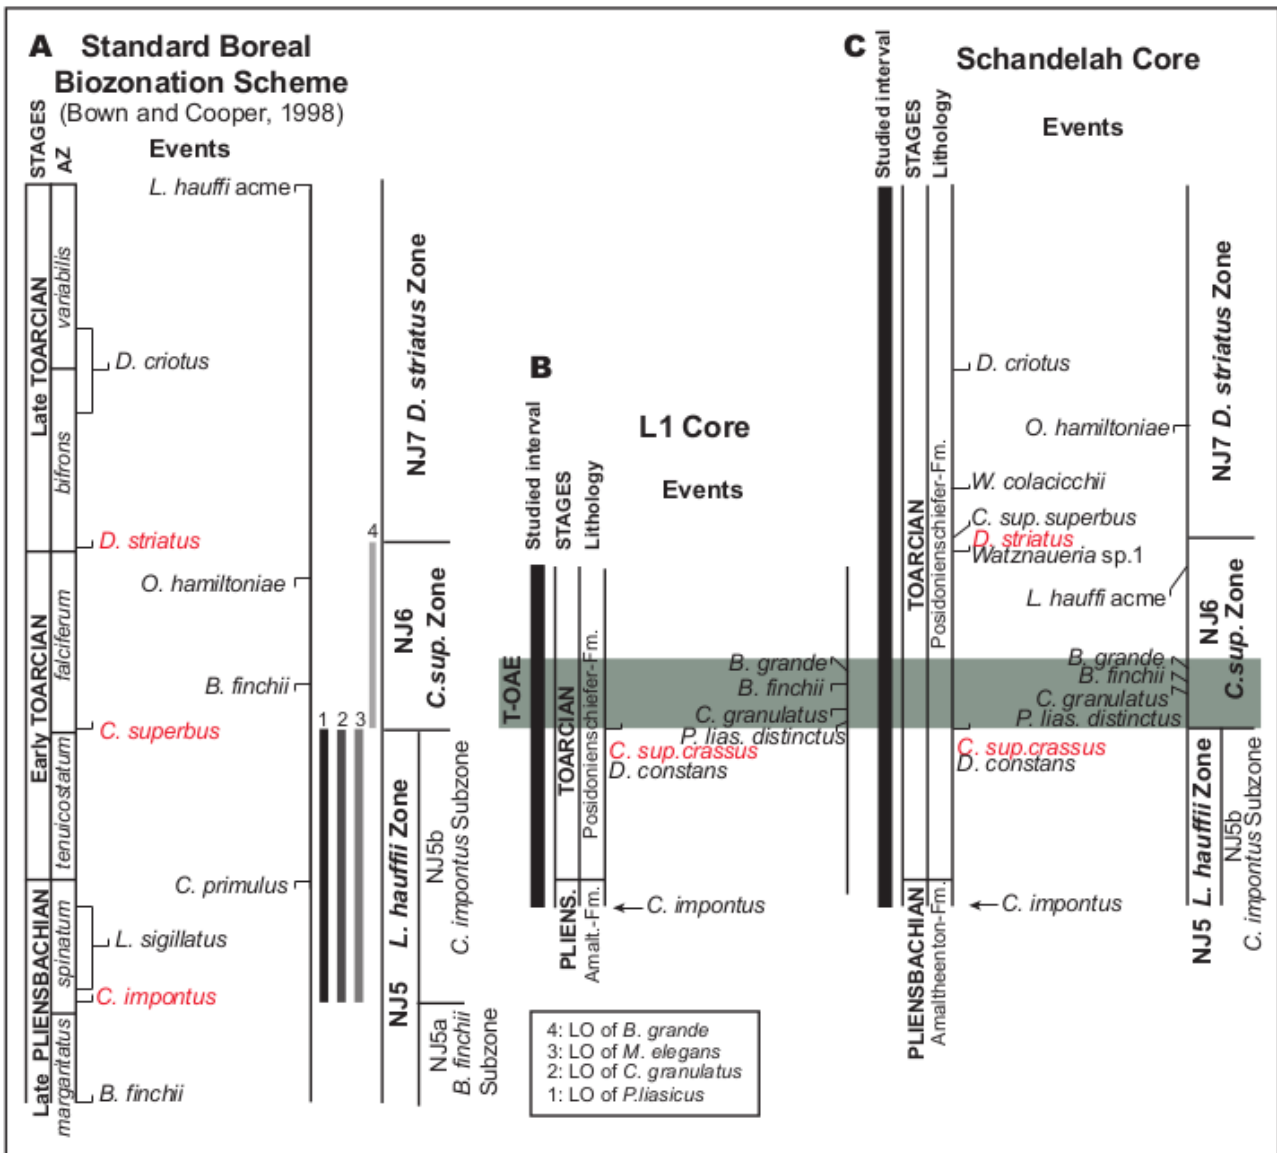 A Standard Boreal
Biozonation Scheme
(Bown and Cooper, 1998)
STAGES
AZ
Events
L. hauffi acme
D. criotus
D. striatus
O. hamiltoniae
B. finchii
C. superbus
C. primulus
L. sigillatus
C. impontus
B. finchii
Late TOARCIAN
Early TOARCIAN
Late PLIENSBACHIAN
variabilis
bifrons
falciferum
tenuicostatum
spinatum
margaritatus
1 2 3
4
NJ7 D. striatus Zone
NJ6
C.sup. Zone
NJ5 L. hauffii Zone
NJ5b
C. impontus Subzone
NJ5a
B. finchii
Subzone
B
L1 Core
Events
Studied interval
STAGES
Lithology
T-OAE
TOARCIAN
Posidonienschiefer-Fm.
PLIENS.
Amalt.-Fm.
B. grande
B. finchii
C. granulatus
P. lias. distinctus
C. sup.crassus
D. constans
C. impontus
4: LO of B. grande
3: LO of M. elegans
2: LO of C. granulatus
1: LO of P.liasicus
C
Schandelah Core
Events
Studied interval
STAGES
Lithology
TOARCIAN
Posidonienschiefer-Fm.
PLIENSBACHIAN
Amaltheenton-Fm.
D. criotus
O. hamiltoniae
W. colacicchii
C. sup. superbus
D. striatus
Watznaueria sp.1
L. hauffi acme
B. grande
B. finchii
C. granulatus
P. lias. distinctus
C. sup.crassus
D. constans
C. impontus
NJ7 D. striatus Zone
NJ6
C.sup. Zone
NJ5 L. hauffii Zone
NJ5b
C. impontus Subzone